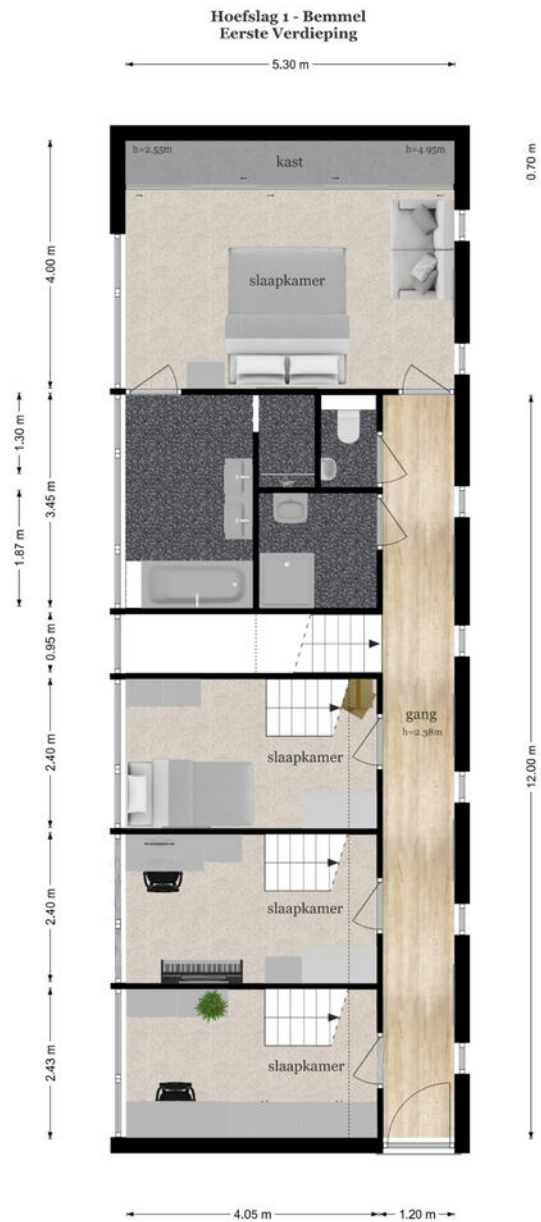 Hoefslag 1 - Bemmel
Eerste Verdieping
5.30 m
h=2.55m
kast
h=4.95m
0.70 m
4.00 m
slaapkamer
1.30 m
3.45 m
1.87 m
0.95 m
gang
h=2.38m
2.40 m
slaapkamer
12.00 m
2.40 m
slaapkamer
2.43 m
slaapkamer
4.05 m
1.20 m